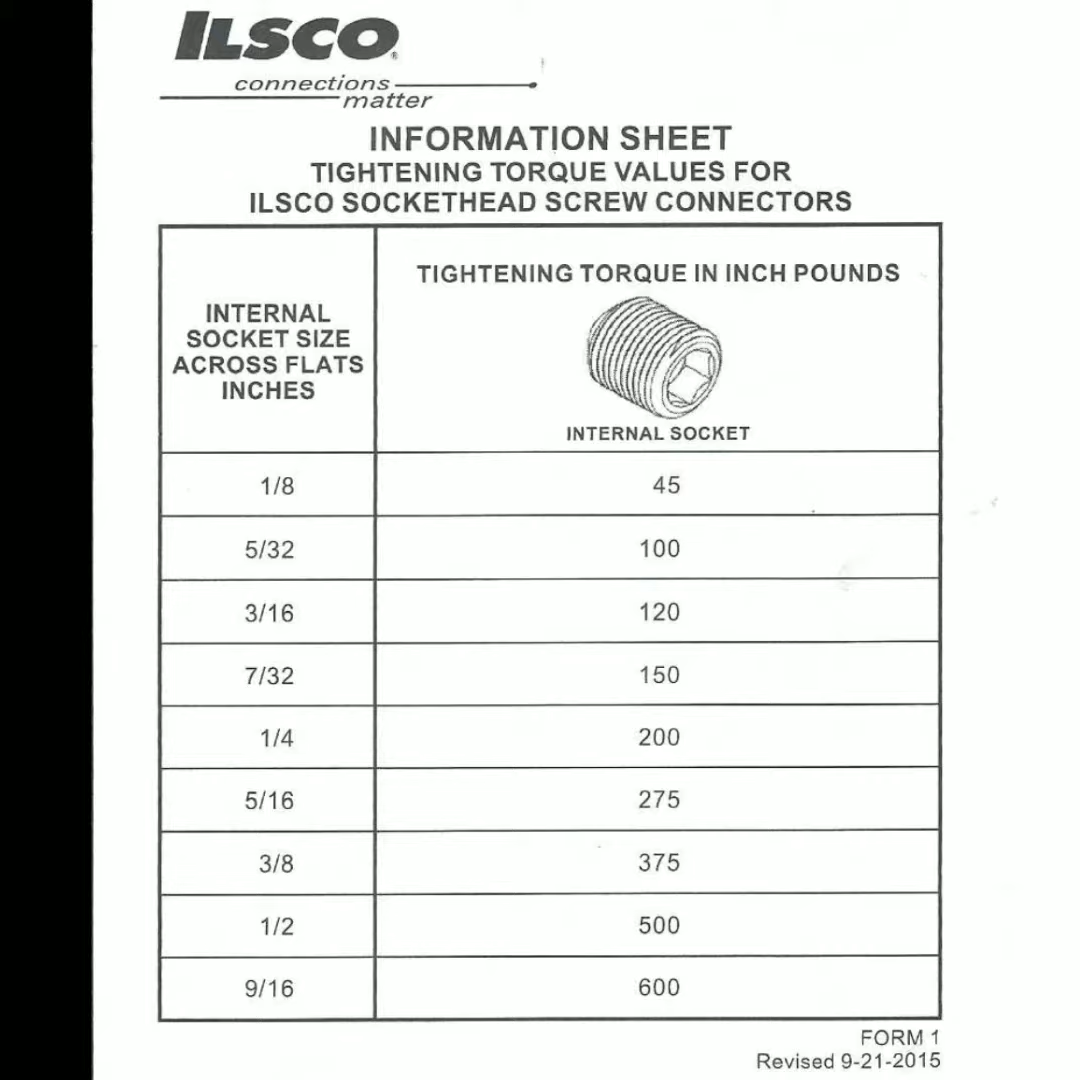 ILSCO®
connections
matter
INFORMATION SHEET
TIGHTENING TORQUE VALUES FOR
ILSCO SOCKETHEAD SCREW CONNECTORS
INTERNAL
SOCKET SIZE
ACROSS FLATS
INCHES
TIGHTENING TORQUE IN INCH POUNDS
INTERNAL SOCKET
1/8 45
5/32 100
3/16 120
7/32 150
1/4 200
5/16 275
3/8 375
1/2 500
9/16 600
FORM 1
Revised 9-21-2015